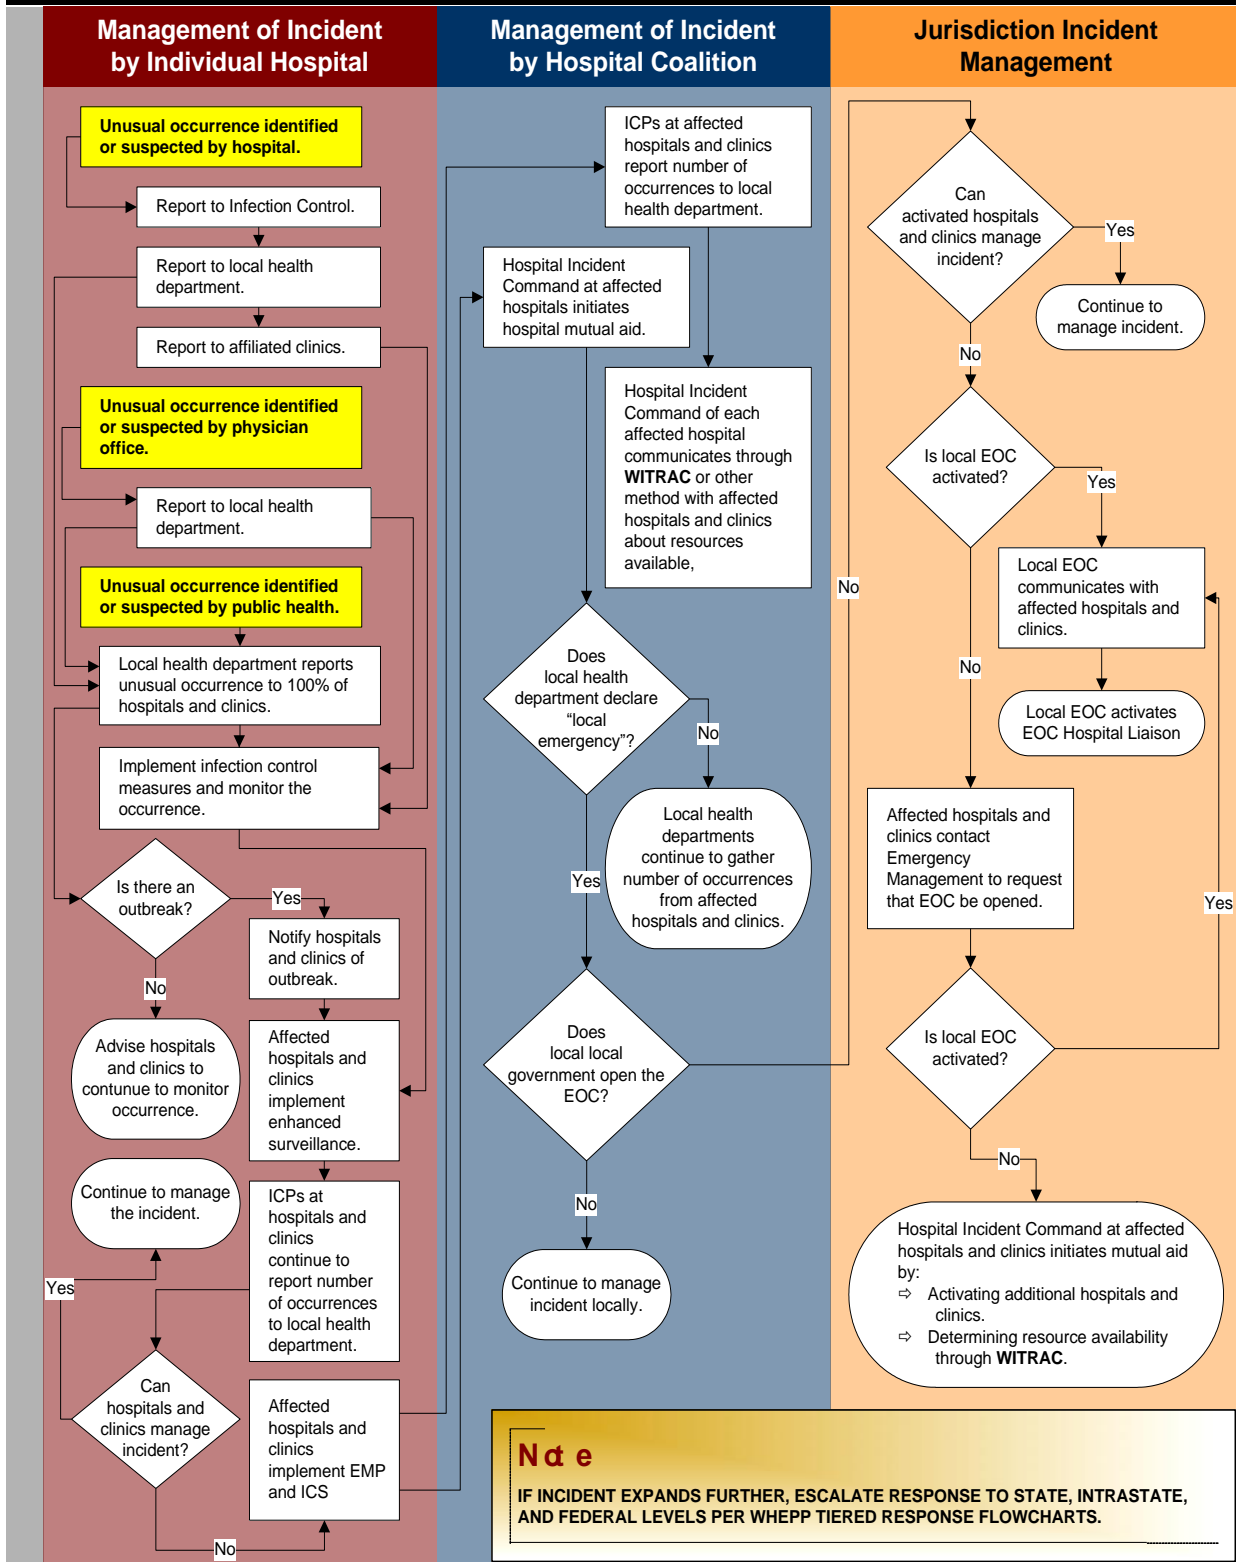 Management of Incident
by Individual Hospital
Management of Incident
by Hospital Coalition
Jurisdiction Incident
Management
Unusual occurrence identified
or suspected by hospital.
Report to Infection Control.
Report to local health
department.
Report to affiliated clinics.
Unusual occurrence identified
or suspected by physician
office.
Report to local health
department.
Unusual occurrence identified
or suspected by public health.
Local health department reports
unusual occurrence to 100% of
hospitals and clinics.
Implement infection control
measures and monitor the
occurrence.
Is there an
outbreak?
Yes
No
Notify hospitals
and clinics of
outbreak.
Advise hospitals
and clinics to
contunue to monitor
occurrence.
Affected
hospitals and
clinics
implement
enhanced
surveillance.
Continue to manage
the incident.
ICPs at
hospitals and
clinics
continue to
report number
of occurrences
to local health
department.
Yes
Can
hospitals and
clinics manage
incident?
No
Affected
hospitals and
clinics
implement EMP
and ICS
ICPs at affected
hospitals and clinics
report number of
occurrences to local
health department.
Hospital Incident
Command at affected
hospitals initiates
hospital mutual aid.
Hospital Incident
Command of each
affected hospital
communicates through
WITRAC or other
method with affected
hospitals and clinics
about resources
available,
Does
local health
department declare
“local
emergency”?
No
Local health
departments
continue to gather
number of occurrences
from affected
hospitals and clinics.
Yes
Does
local local
government open the
EOC?
No
Continue to manage
incident locally.
No
Can
activated hospitals
and clinics manage
incident?
Yes
Continue to
manage incident.
No
Is local EOC
activated?
Yes
Local EOC
communicates with
affected hospitals and
clinics.
Local EOC activates
EOC Hospital Liaison
No
Affected hospitals and
clinics contact
Emergency
Management to request
that EOC be opened.
Yes
Is local EOC
activated?
No
Hospital Incident Command at affected
hospitals and clinics initiates mutual aid
by:
⇨ Activating additional hospitals and
clinics.
⇨ Determining resource availability
through WITRAC.
Note
IF INCIDENT EXPANDS FURTHER, ESCALATE RESPONSE TO STATE, INTRASTATE,
AND FEDERAL LEVELS PER WHEPP TIERED RESPONSE FLOWCHARTS.